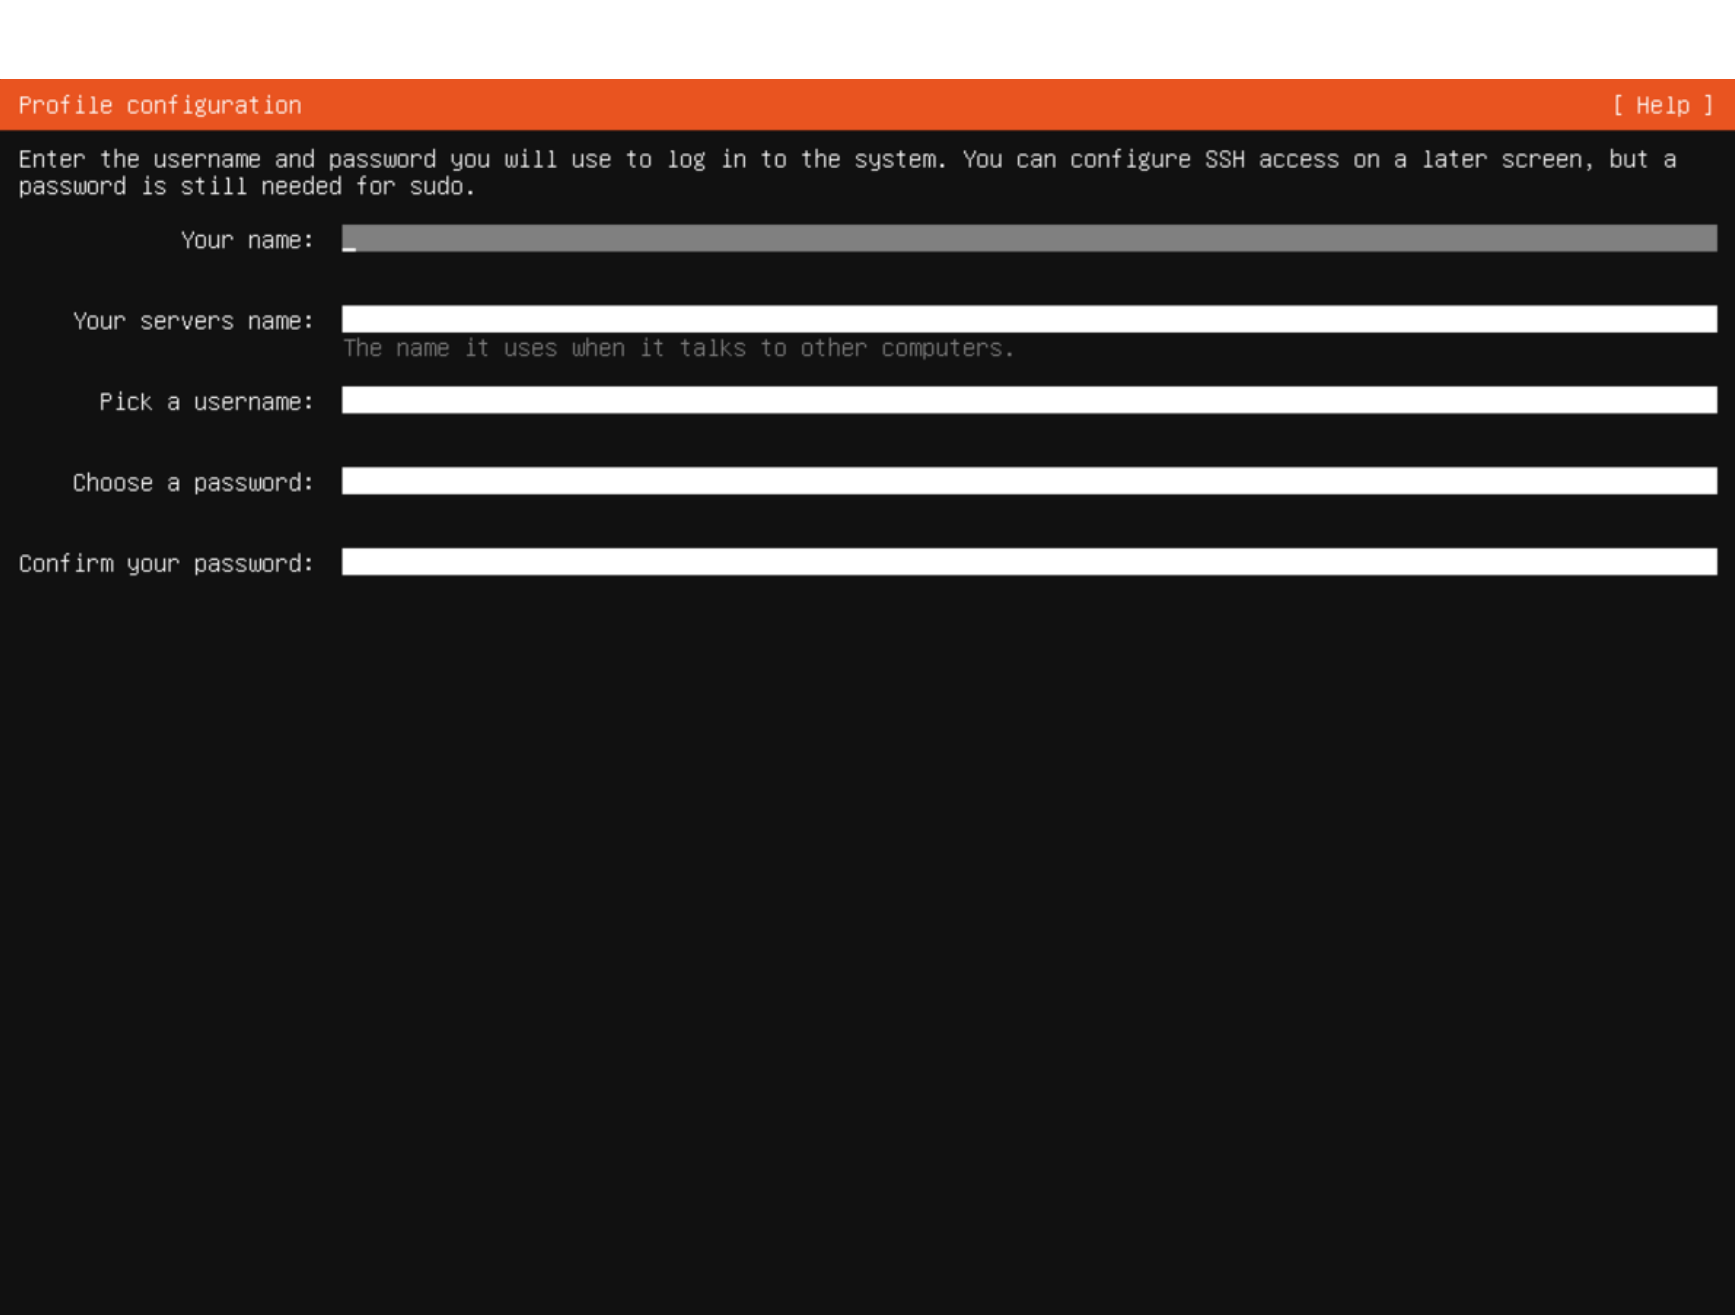 Profile configuration [ Help ]
Enter the username and password you will use to log in to the system. You can configure SSH access on a later screen, but a
password is still needed for sudo.
Your name:
Your servers name:
The name it uses when it talks to other computers.
Pick a username:
Choose a password:
Confirm your password: